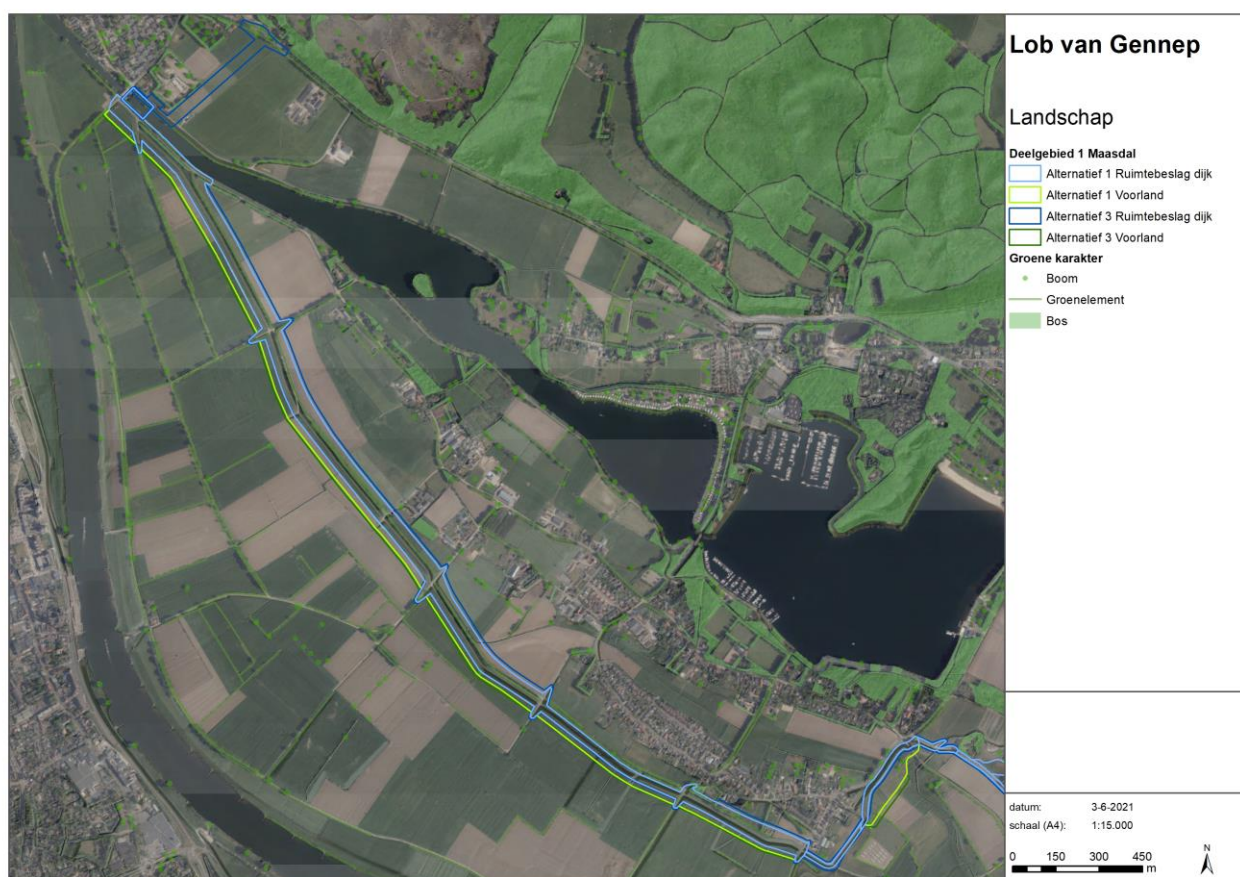 Lob van Gennep
Landschap
Deelgebied 1 Maasdal
Alternatief 1 Ruimtebeslag dijk
Alternatief 1 Voorland
Alternatief 3 Ruimtebeslag dijk
Alternatief 3 Voorland
Groene karakter
Boom
Groenelement
Bos
datum: 3-6-2021
schaal (A4): 1:15.000
N
0 150 300 450
m